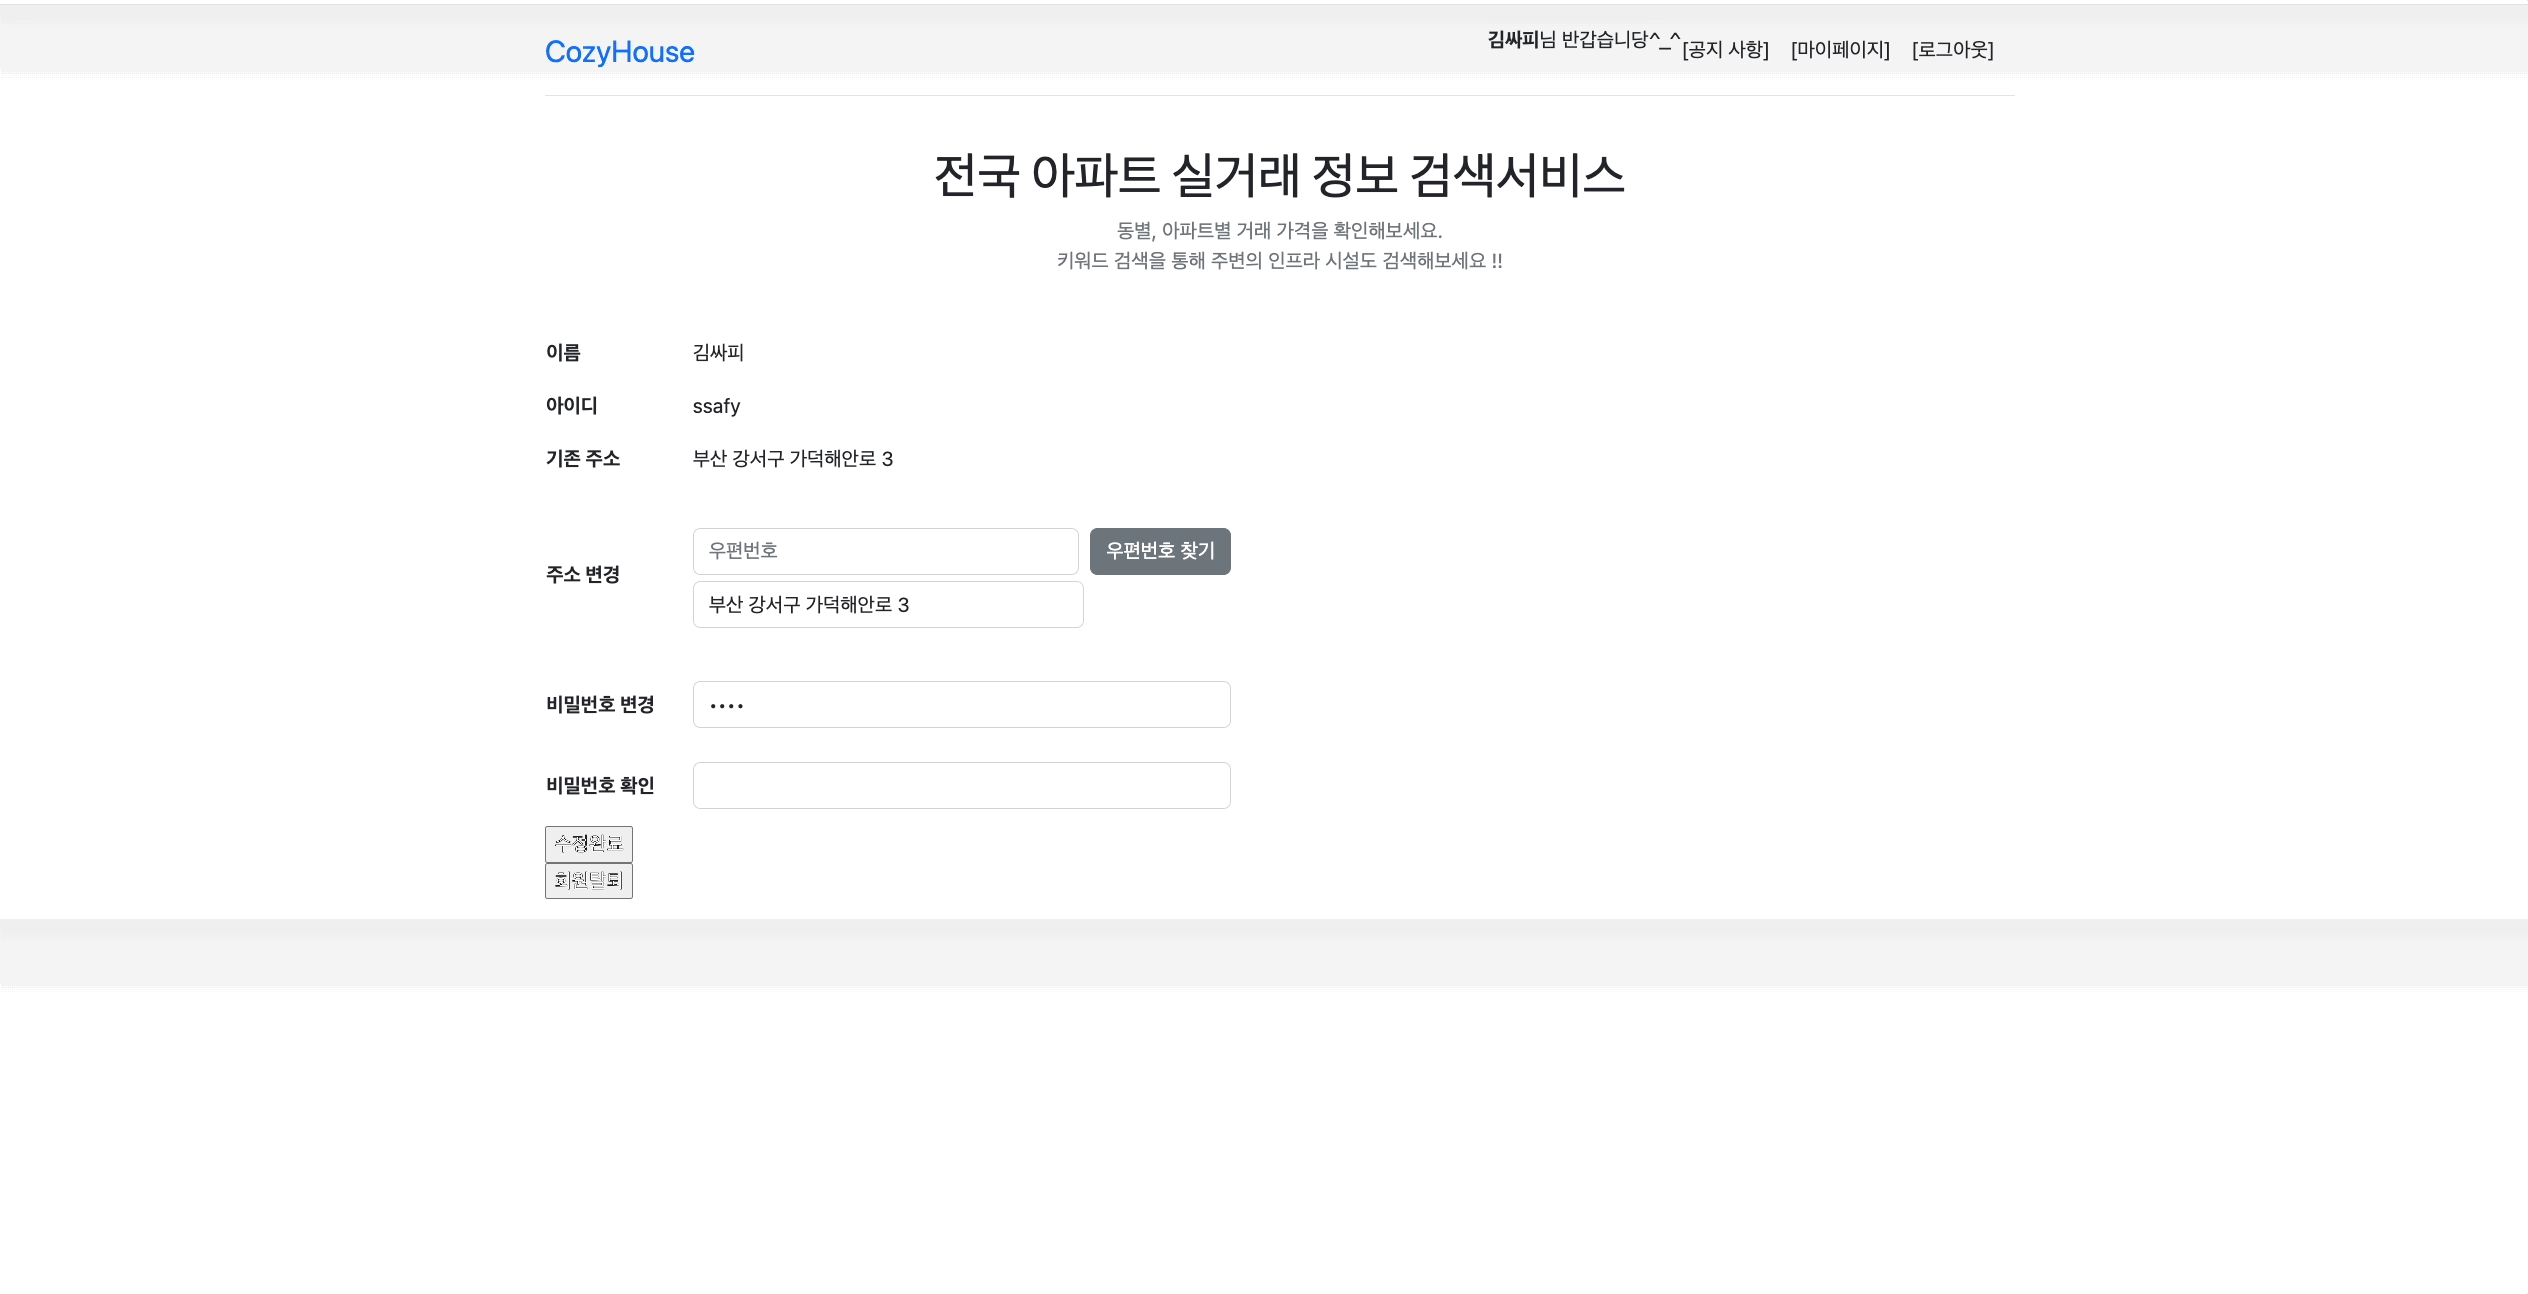 CozyHouse
김싸피님 반갑습니당^_^ [공지 사항] [마이페이지] [로그아웃]
전국 아파트 실거래 정보 검색서비스
동별, 아파트별 거래 가격을 확인해보세요.
키워드 검색을 통해 주변의 인프라 시설도 검색해보세요 !!
이름 김싸피
아이디 ssafy
기존 주소 부산 강서구 가덕해안로 3
주소 변경
우편번호 우편번호 찾기
부산 강서구 가덕해안로 3
비밀번호 변경 ••••
비밀번호 확인
수정완료
회원탈퇴